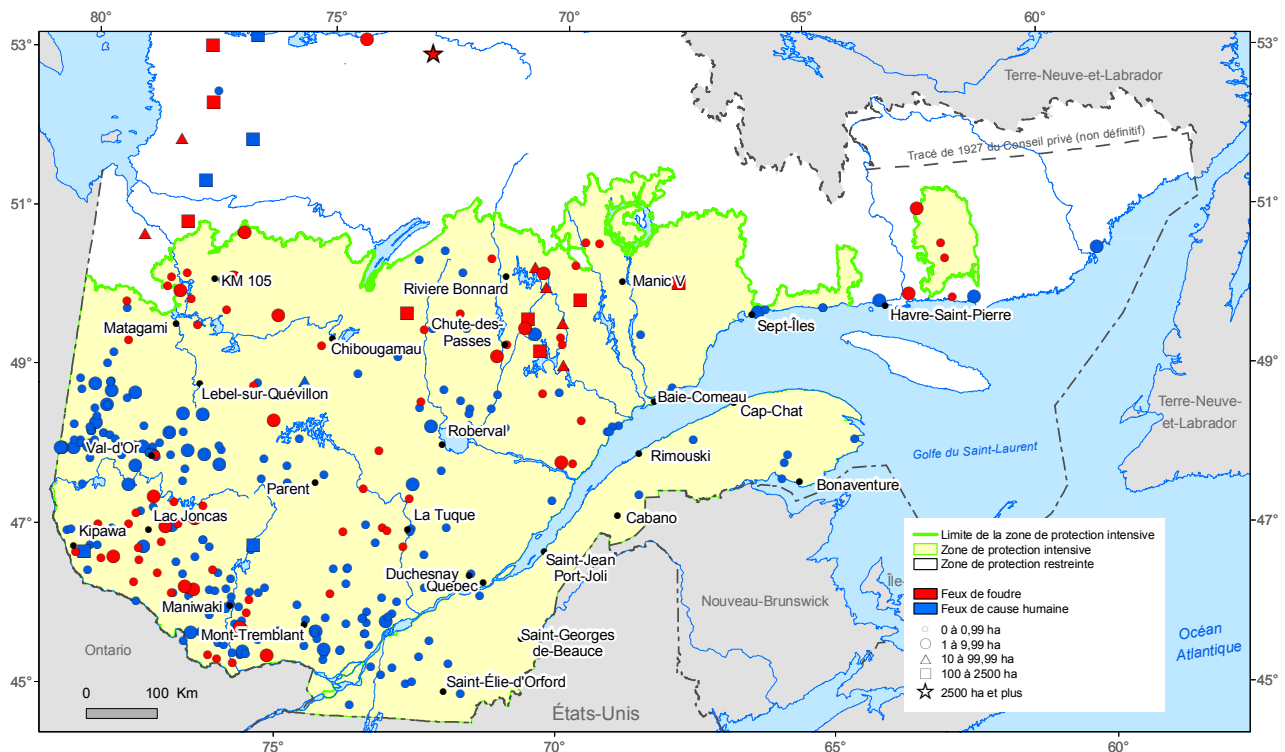 80°
75°
70°
65°
60°
53°
53°
Terre-Neuve-et-Labrador
Tracé de 1927 du Conseil privé (non définitif)
51°
51°
KM 105
Riviere Bonnard
Manic V
Havre-Saint-Pierre
Matagami
Chute-des-
Passes
Sept-Îles
Chibougamau
49°
49°
Lebel-sur-Quévillon
Baie-Comeau
Cap-Chat
Terre-Neuve-
et-Labrador
Roberval
Val-d'Or
Rimouski
Golfe du Saint-Laurent
Parent
Bonaventure
Lac Joncas
La Tuque
Cabano
47°
47°
Kipawa
Saint-Jean
Port-Joli
Duchesnay
Québec
Île-
Maniwaki
Nouveau-Brunswick
Mont-Tremblant
Saint-Georges
de-Beauce
Ontario
Océan
Atlantique
45°
45°
Saint-Élie-d'Orford
0 100 Km
États-Unis
Limite de la zone de protection intensive
Zone de protection intensive
Zone de protection restreinte
Feux de foudre
Feux de cause humaine
0 à 0,99 ha
1 à 9,99 ha
10 à 99,99 ha
100 à 2500 ha
2500 ha et plus
75°
70°
65°
60°